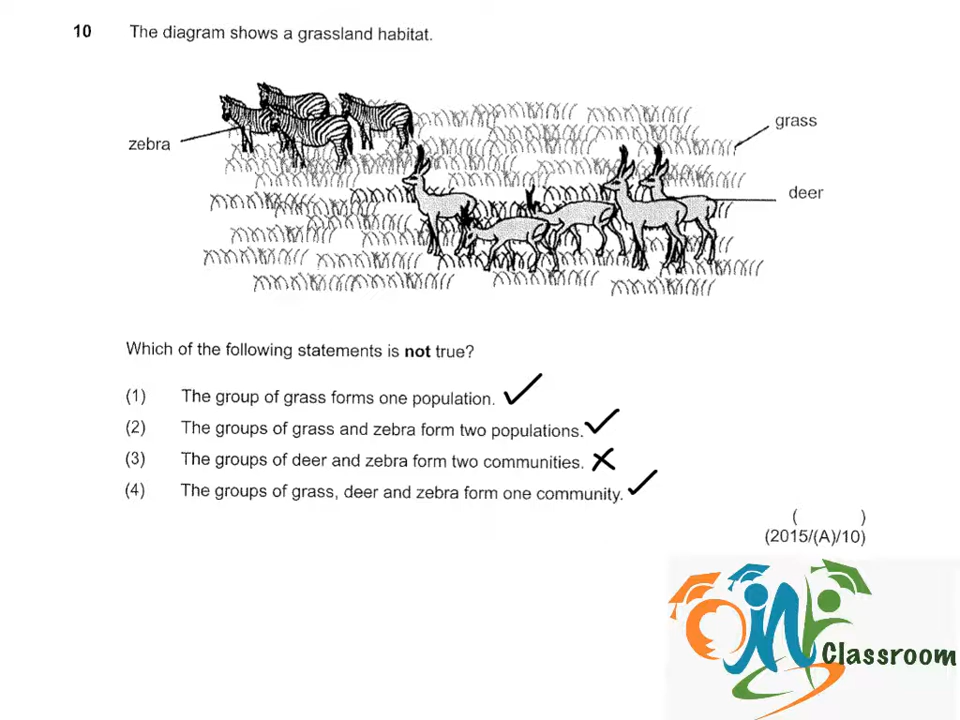 10 The diagram shows a grassland habitat.
zebra
grass
deer
Which of the following statements is not true?
(1) The group of grass forms one population.
(2) The groups of grass and zebra form two populations.
(3) The groups of deer and zebra form two communities.
(4) The groups of grass, deer and zebra form one community.
( )
(2015/(A)/10)
Classroom